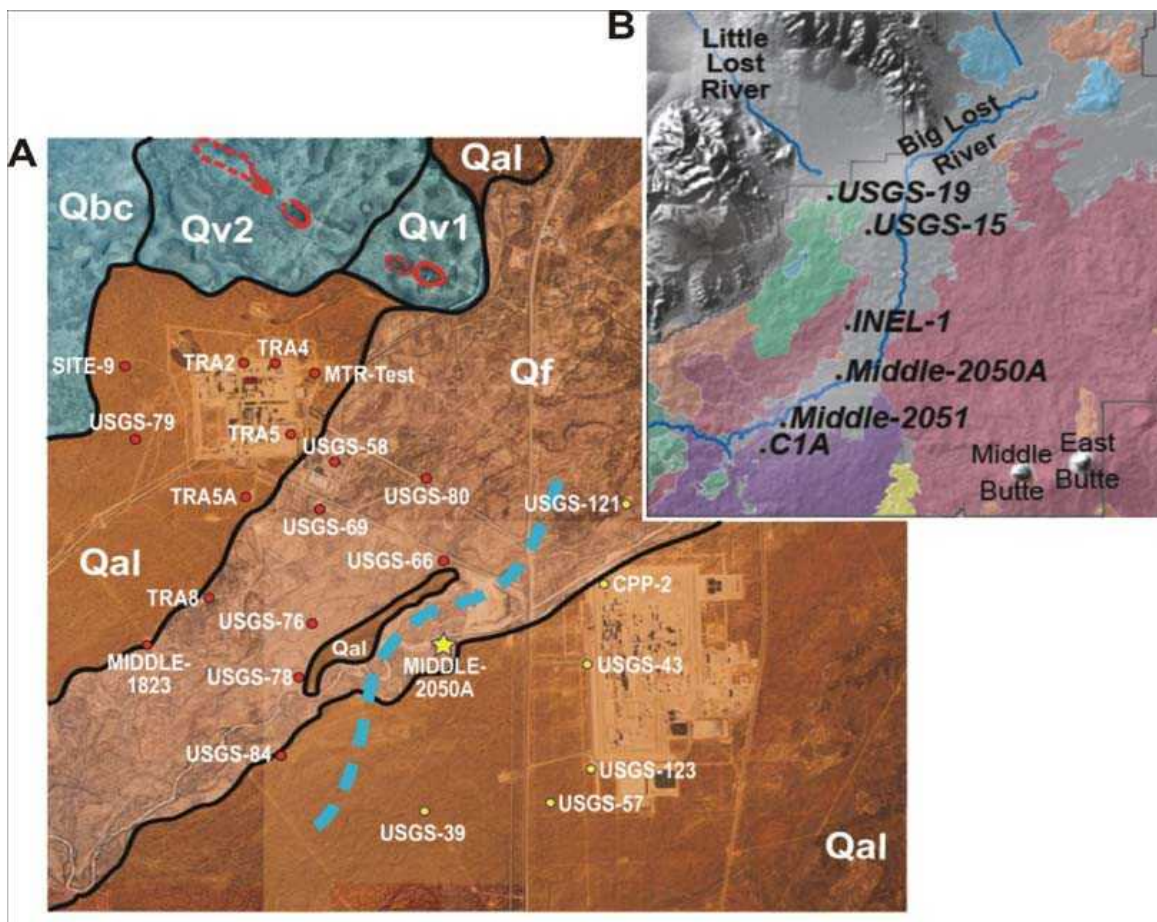 A
Qbc
Qv2
Qv1
Qal
SITE-9
TRA2
TRA4
MTR-Test
Qf
USGS-79
TRA5
USGS-58
USGS-80
USGS-121
TRA5A
USGS-69
USGS-66
CPP-2
Qal
TRA8
USGS-76
Qal
MIDDLE-
1823
USGS-78
MIDDLE-
2050A
USGS-43
USGS-84
USGS-123
USGS-57
USGS-39
Qal
B
Little
Lost
River
Big Lost
River
USGS-19
USGS-15
INEL-1
Middle-2050A
Middle-2051
C1A
Middle
Butte
East
Butte